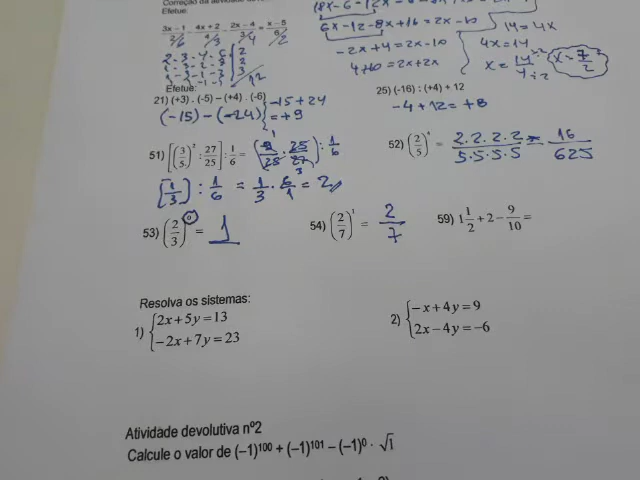 Efetue:
3x−1/2 − 4x+2/3 − 2x−4/4 = x−5/6
6x−12−8x+16=2x−10
−2x+4=2x−10
4+10=2x+2x
14=4x
4x=14
x=7/2
Efetue:
21) (+3) . (-5) – (+4) . (-6)
−15+24
(−15)−(−24)
=+9
25) (-16) : (+4) + 12
−4+12=+8
51) [(3/5)² : 27/25] : 1/6 = (9/25 . 25/27) : 1/6
[1/3] : 1/6 = 1/3 . 6/1 = 2
52) (2/5)⁴ = 2.2.2.2/5.5.5.5 = 16/625
53) (2/3)⁰ = 1
54) (2/7)¹ = 2/7
59) 1 1/2 + 2 − 9/10 =
Resolva os sistemas:
1) { 2x + 5y = 13
−2x + 7y = 23
2) { −x + 4y = 9
2x − 4y = −6
Atividade devolutiva nº2
Calcule o valor de (−1)¹⁰⁰ + (−1)¹⁰¹ − (−1)⁰ · √1